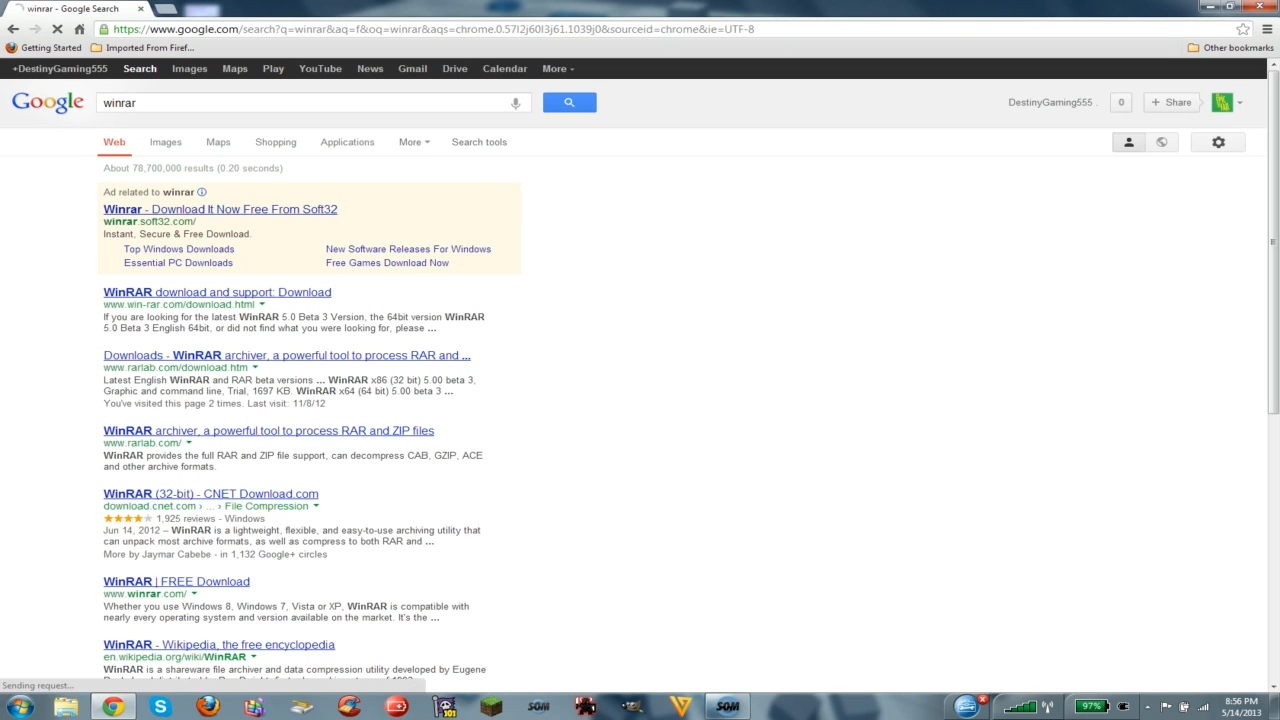 winrar - Google Search
https://www.google.com/search?q=winrar&aq=f&oq=winrar&aqs=chrome.0.57l2j60l3j61.1039j0&sourceid=chrome&ie=UTF-8
Getting Started Imported From Firef... Other bookmarks
+DestinyGaming555 Search Images Maps Play YouTube News Gmail Drive Calendar More
Google winrar DestinyGaming555 . 0 + Share
Web Images Maps Shopping Applications More Search tools
About 78,700,000 results (0.20 seconds)
Ad related to winrar
Winrar - Download It Now Free From Soft32
winrar.soft32.com/
Instant, Secure & Free Download.
Top Windows Downloads New Software Releases For Windows
Essential PC Downloads Free Games Download Now
WinRAR download and support: Download
www.win-rar.com/download.html
If you are looking for the latest WinRAR 5.0 Beta 3 Version, the 64bit version WinRAR
5.0 Beta 3 English 64bit, or did not find what you were looking for, please ...
Downloads - WinRAR archiver, a powerful tool to process RAR and ...
www.rarlab.com/download.htm
Latest English WinRAR and RAR beta versions ... WinRAR x86 (32 bit) 5.00 beta 3,
Graphic and command line, Trial, 1697 KB. WinRAR x64 (64 bit) 5.00 beta 3 ...
You've visited this page 2 times. Last visit: 11/8/12
WinRAR archiver, a powerful tool to process RAR and ZIP files
www.rarlab.com/
WinRAR provides the full RAR and ZIP file support, can decompress CAB, GZIP, ACE
and other archive formats.
WinRAR (32-bit) - CNET Download.com
download.cnet.com › ... › File Compression
1,925 reviews - Windows
Jun 14, 2012 – WinRAR is a lightweight, flexible, and easy-to-use archiving utility that
can unpack most archive formats, as well as compress to both RAR and ...
More by Jaymar Cabebe - in 1,132 Google+ circles
WinRAR | FREE Download
www.winrar.com/
Whether you use Windows 8, Windows 7, Vista or XP, WinRAR is compatible with
nearly every operating system and version available on the market. It's the ...
WinRAR - Wikipedia, the free encyclopedia
en.wikipedia.org/wiki/WinRAR
WinRAR is a shareware file archiver and data compression utility developed by Eugene
Sending request...
101 SQM SQM 97% 8:56 PM
5/14/2013